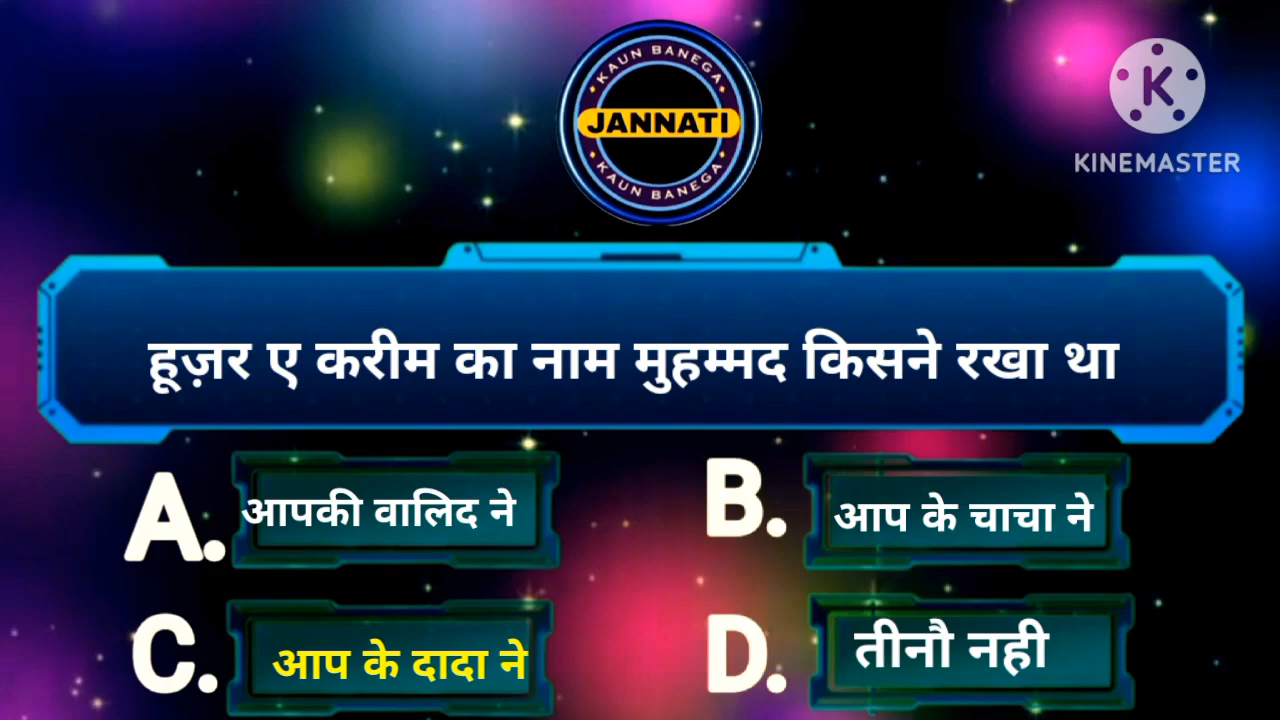 KAUN BANEGA
JANNATI
KAUN BANEGA
K
KINEMASTER
हूज़र ए करीम का नाम मुहम्मद किसने रखा था
A. आपकी वालिद ने
B. आप के चाचा ने
C. आप के दादा ने
D. तीनौ नही